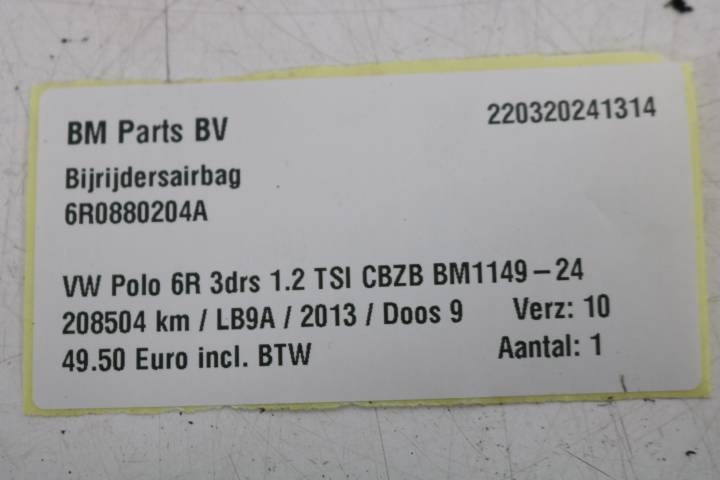 BM Parts BV 220320241314
Bijrijdersairbag
6R0880204A
VW Polo 6R 3drs 1.2 TSI CBZB BM1149-24
208504 km / LB9A / 2013 / Doos 9 Verz: 10
49.50 Euro incl. BTW Aantal: 1